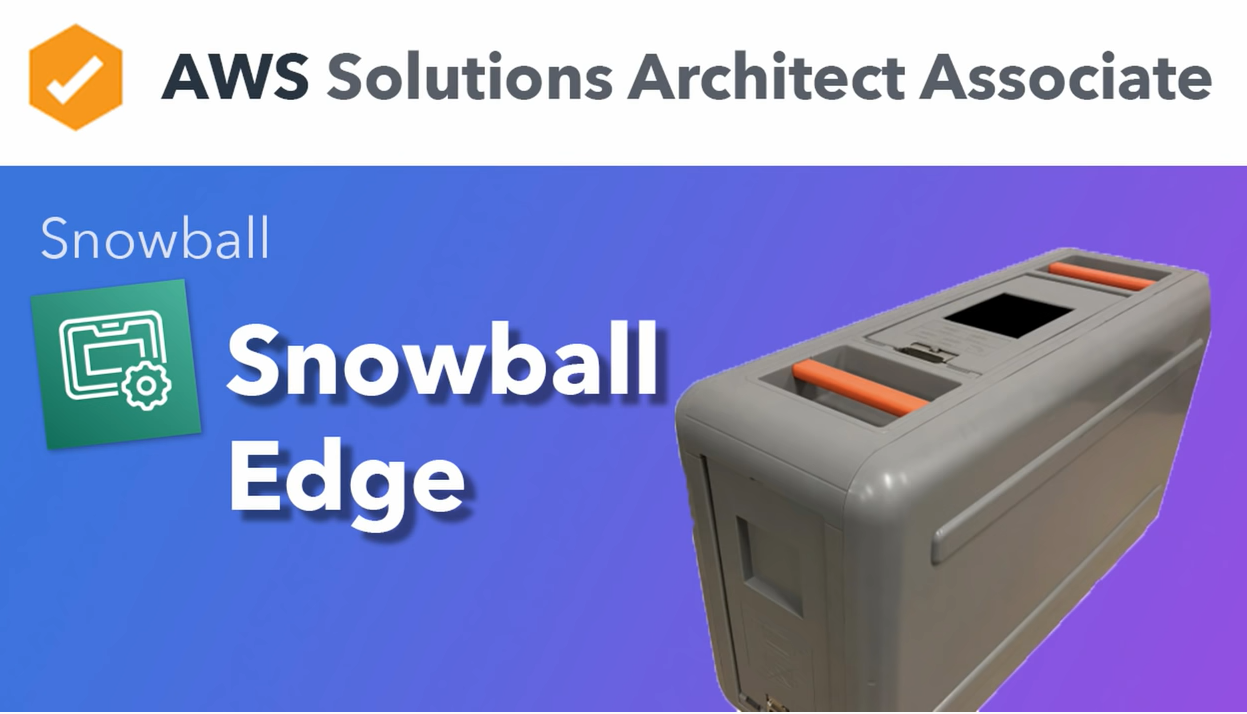 AWS Solutions Architect Associate
Snowball
Snowball
Edge